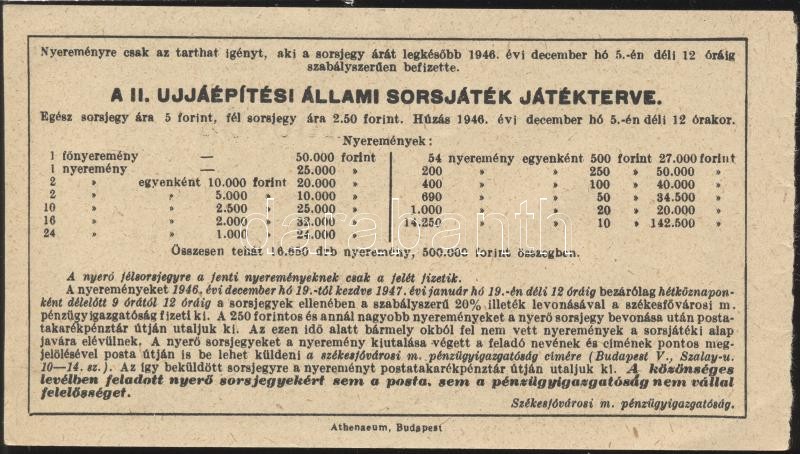 Nyereményre csak az tarthat igényt, aki a sorsjegy árát legkésőbb 1946. évi december hó 5.-én déli 12 óráig
szabályszerűen befizette.
A II. UJJÁÉPÍTÉSI ÁLLAMI SORSJÁTÉK JÁTÉKTERVE.
Egész sorsjegy ára 5 forint, fél sorsjegy ára 2.50 forint. Húzás 1946. évi december hó 5.-én déli 12 órakor.
Nyeremények:
1 főnyeremény — 50.000 forint
1 nyeremény — 25.000 »
2 » egyenként 10.000 forint 20.000 »
2 » » 5.000 » 10.000 »
10 » » 2.500 » 25.000 »
16 » » 2.000 » 32.000 »
24 » » 1.000 » 24.000 »
54 nyeremény egyenként 500 forint 27.000 forint
200 » » 250 » 50.000 »
400 » » 100 » 40.000 »
690 » » 50 » 34.500 »
1.000 » » 20 » 20.000 »
14.250 » » 10 » 142.500 »
Összesen tehát 16.650 drb nyeremény, 500.000 forint összegben.
A nyerő félsorsjegyre a fenti nyereményeknek csak a felét fizetik.
A nyereményeket 1946. évi december hó 19.-től kezdve 1947. évi január hó 19.-én déli 12 óráig bezárólag hétköznapon-
ként délelőtt 9 órától 12 óráig a sorsjegyek ellenében a szabályszerű 20% illeték levonásával a székesfővárosi m.
pénzügyigazgatóság fizeti ki. A 250 forintos és annál nagyobb nyereményeket a nyerő sorsjegy bevonása után posta-
takarékpénztár útján utaljuk ki. Az ezen idő alatt bármely okból fel nem vett nyeremények a sorsjátéki alap
javára elévülnek. A nyerő sorsjegyeket a nyeremény kiutalása végett a feladó nevének és címének pontos meg-
jelölésével posta útján is be lehet küldeni a székesfővárosi m. pénzügyigazgatóság címére (Budapest V., Szalay-u.
10—14. sz.). Az így beküldött sorsjegyre a nyereményt postatakarékpénztár útján utaljuk ki. A közönséges
levélben feladott nyerő sorsjegyekért sem a posta, sem a pénzügyigazgatóság nem vállal
felelősséget.
Székesfővárosi m. pénzügyigazgatóság.
Athenaeum, Budapest
darabanth